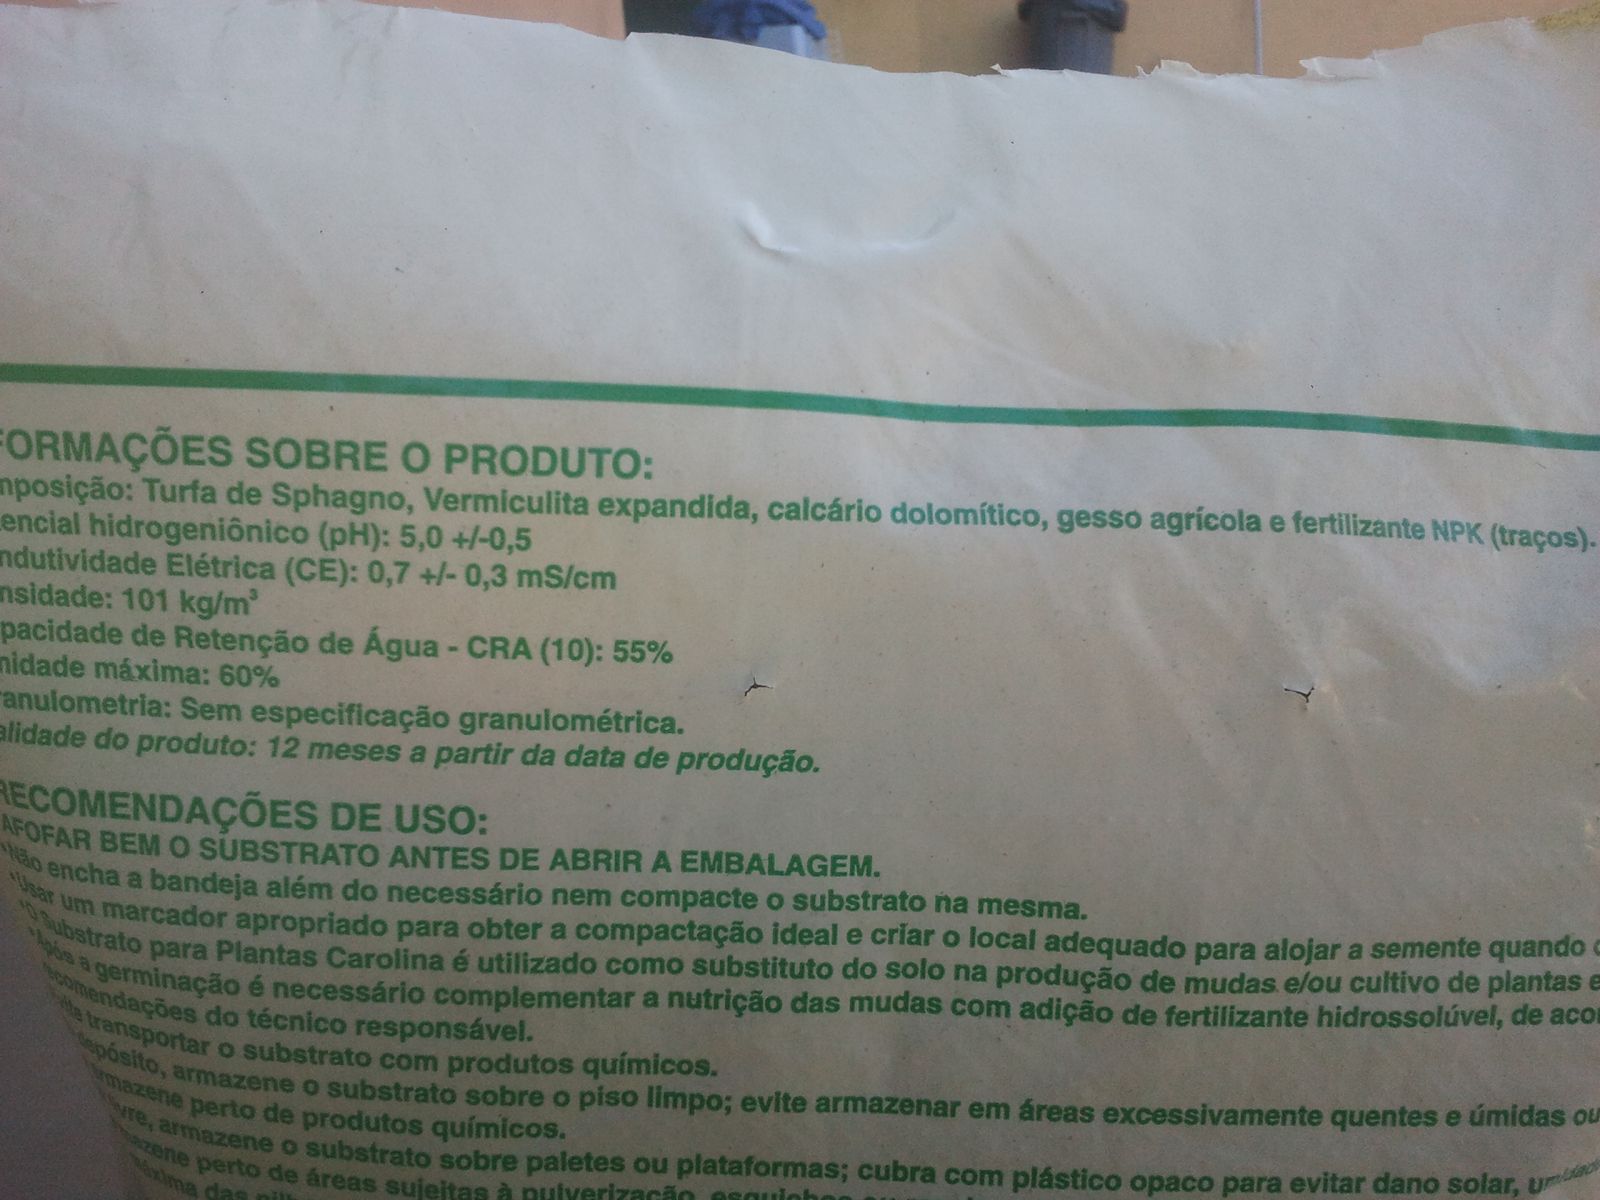 FORMAÇÕES SOBRE O PRODUTO:
mposição: Turfa de Sphagno, Vermiculita expandida, calcário dolomítico, gesso agrícola e fertilizante NPK (traços).
encial hidrogeniônico (pH): 5,0 +/-0,5
ndutividade Elétrica (CE): 0,7 +/- 0,3 mS/cm
nsidade: 101 kg/m³
pacidade de Retenção de Água - CRA (10): 55%
nidade máxima: 60%
ranulometria: Sem especificação granulométrica.
alidade do produto: 12 meses a partir da data de produção.
RECOMENDAÇÕES DE USO:
AFOFAR BEM O SUBSTRATO ANTES DE ABRIR A EMBALAGEM.
*Não encha a bandeja além do necessário nem compacte o substrato na mesma.
*Usar um marcador apropriado para obter a compactação ideal e criar o local adequado para alojar a semente quando
*O Substrato para Plantas Carolina é utilizado como substituto do solo na produção de mudas e/ou cultivo de plantas e
*Após a germinação é necessário complementar a nutrição das mudas com adição de fertilizante hidrossolúvel, de aco
recomendações do técnico responsável.
transportar o substrato com produtos químicos.
depósito, armazene o substrato sobre o piso limpo; evite armazenar em áreas excessivamente quentes e úmidas ou
rmazene perto de produtos químicos.
ivre, armazene o substrato sobre paletes ou plataformas; cubra com plástico opaco para evitar dano solar,
mazene perto de áreas sujeitas à pulverização,
áxima das